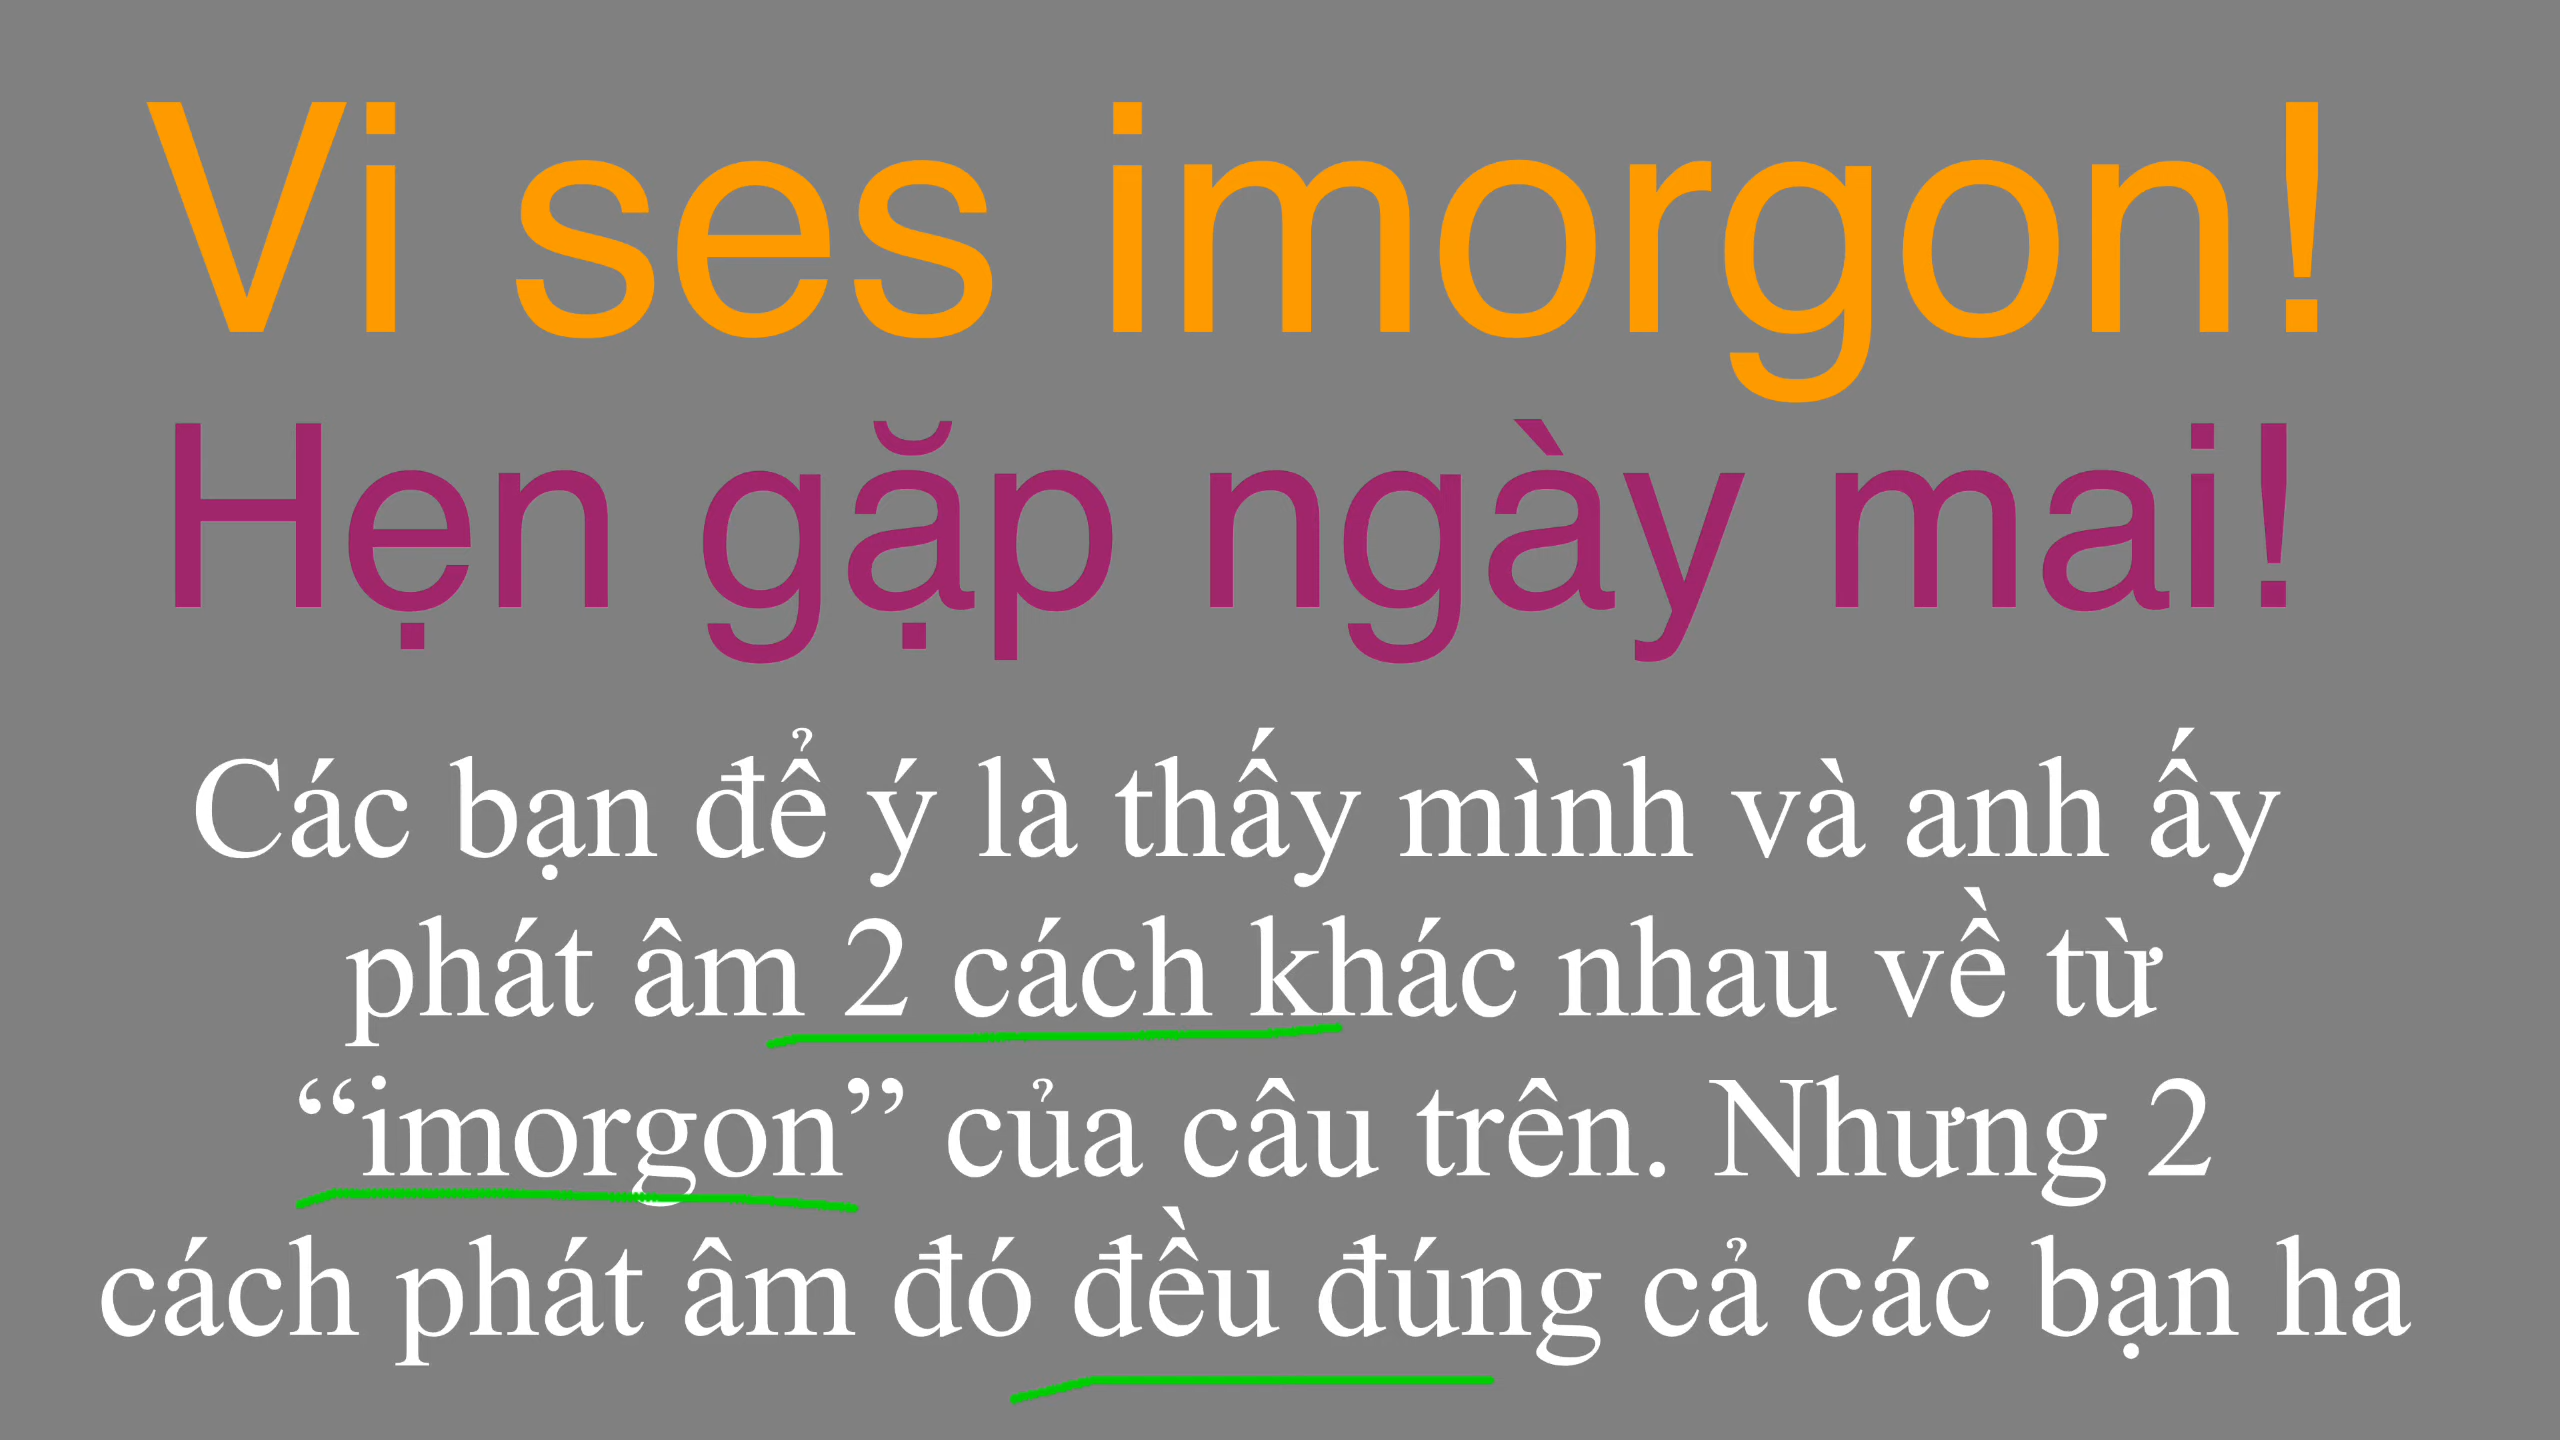 Vi ses imorgon!
Hẹn gặp ngày mai!
Các bạn để ý là thấy mình và anh ấy
phát âm 2 cách khác nhau về từ
“imorgon” của câu trên. Nhưng 2
cách phát âm đó đều đúng cả các bạn ha